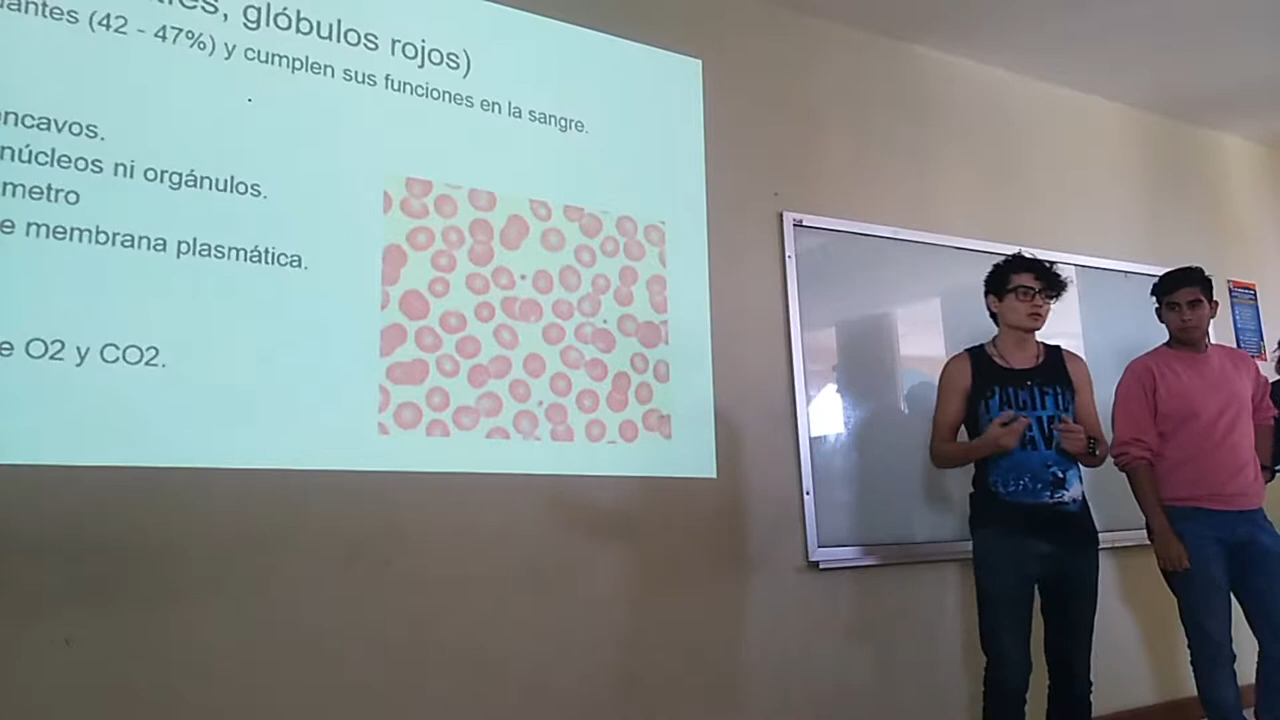 glóbulos rojos)
(42 - 47%) y cumplen sus funciones en la sangre.
ncavos.
núcleos ni orgánulos.
metro
e membrana plasmática.
e O2 y CO2.
PACIFIC